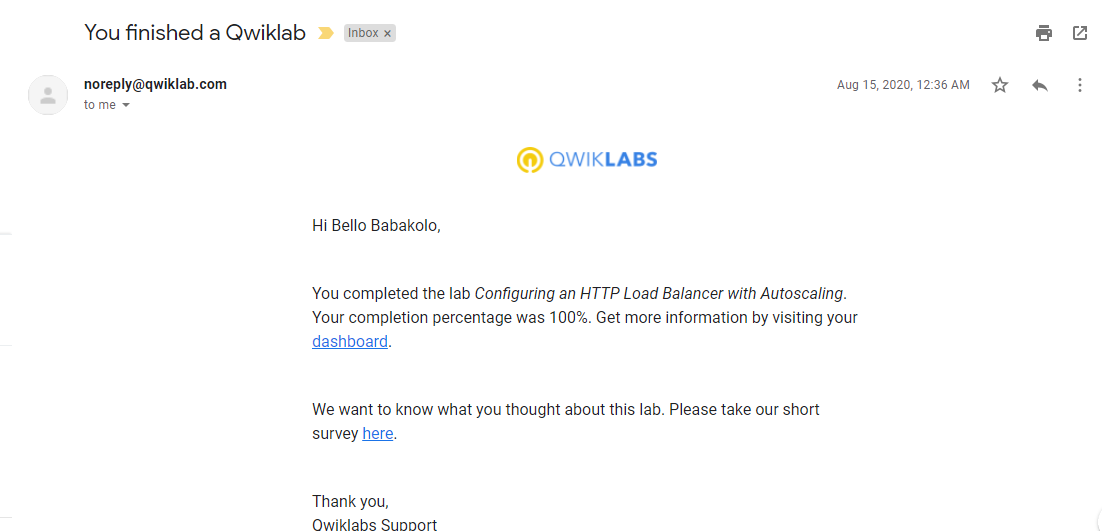 You finished a Qwiklab
Inbox ×
noreply@qwiklab.com
Aug 15, 2020, 12:36 AM
to me
QWIKLABS
Hi Bello Babakolo,
You completed the lab Configuring an HTTP Load Balancer with Autoscaling.
Your completion percentage was 100%. Get more information by visiting your
dashboard.
We want to know what you thought about this lab. Please take our short
survey here.
Thank you,
Qwiklabs Support